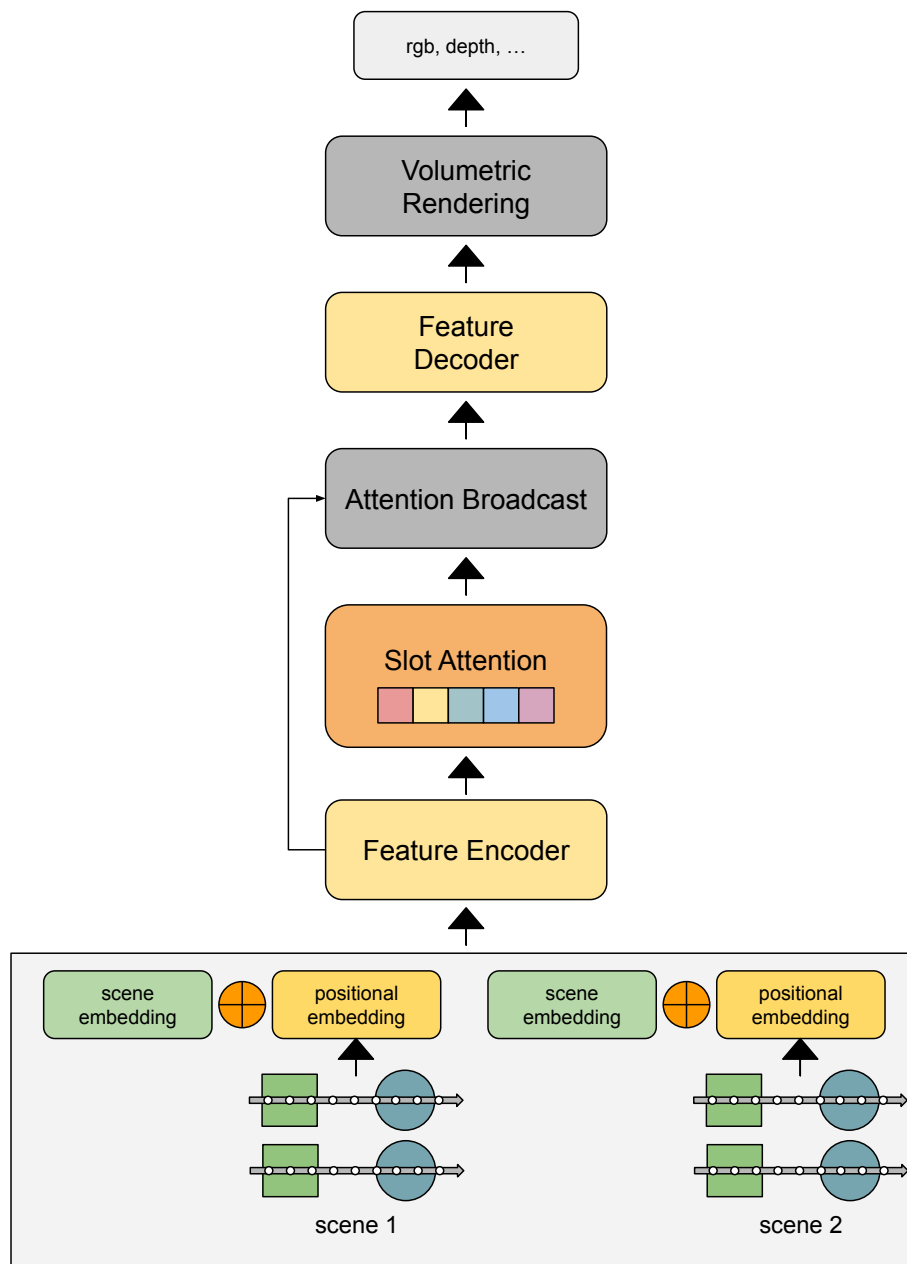 rgb, depth, …
Volumetric
Rendering
Feature
Decoder
Attention Broadcast
Slot Attention
Feature Encoder
scene
embedding
positional
embedding
scene
embedding
positional
embedding
scene 1
scene 2